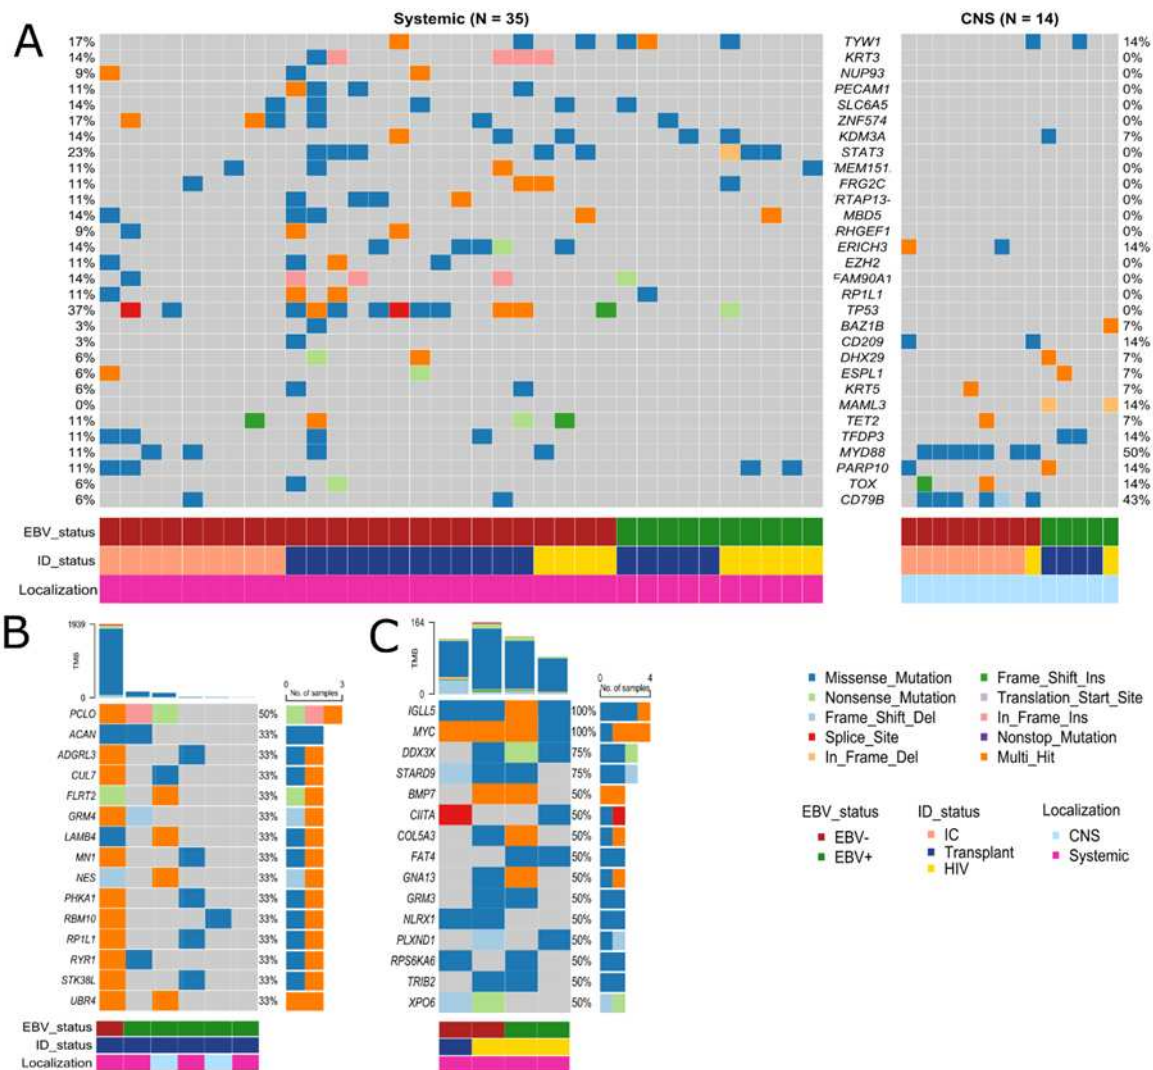 A
Systemic (N = 35)
CNS (N = 14)
17% TYW1 14%
14% KRT3 0%
9% NUP93 0%
11% PECAM1 0%
14% SLC6A5 0%
17% ZNF574 0%
14% KDM3A 7%
23% STAT3 0%
11% MEM151 0%
11% FRG2C 0%
11% RTAP13- 0%
14% MBD5 0%
9% RHGEF1 0%
14% ERICH3 14%
11% EZH2 0%
14% FAM90A1 0%
11% RP1L1 0%
37% TP53 0%
3% BAZ1B 7%
3% CD209 14%
6% DHX29 7%
6% ESPL1 7%
6% KRT5 7%
0% MAML3 14%
11% TET2 7%
11% TFDP3 14%
11% MYD88 50%
11% PARP10 14%
6% TOX 14%
6% CD79B 43%
EBV_status
ID_status
Localization
B
1939
TMB
0
No. of samples
0 3
PCLO 50%
ACAN 33%
ADGRL3 33%
CUL7 33%
FLRT2 33%
GRM4 33%
LAMB4 33%
MN1 33%
NES 33%
PHKA1 33%
RBM10 33%
RP1L1 33%
RYR1 33%
STK38L 33%
UBR4 33%
EBV_status
ID_status
Localization
C
164
TMB
0
No. of samples
0 4
IGLL5 100%
MYC 100%
DDX3X 75%
STARD9 75%
BMP7 50%
CIITA 50%
COL5A3 50%
FAT4 50%
GNA13 50%
GRM3 50%
NLRX1 50%
PLXND1 50%
RPS6KA6 50%
TRIB2 50%
XPO6 50%
Missense_Mutation
Nonsense_Mutation
Frame_Shift_Del
Splice_Site
In_Frame_Del
Frame_Shift_Ins
Translation_Start_Site
In_Frame_Ins
Nonstop_Mutation
Multi_Hit
EBV_status
EBV-
EBV+
ID_status
IC
Transplant
HIV
Localization
CNS
Systemic